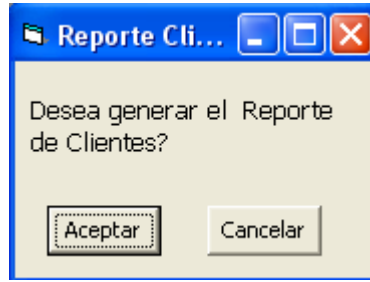 Reporte Cli...
Desea generar el Reporte
de Clientes?
Aceptar
Cancelar